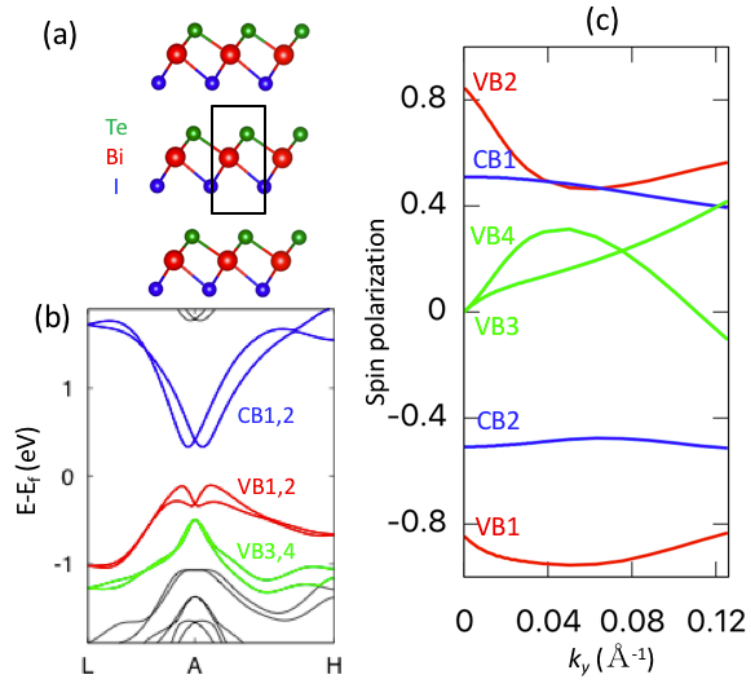 (a)
Te
Bi
I
(b)
E-Ef (eV)
1
0
-1
CB1,2
VB1,2
VB3,4
L
A
H
(c)
Spin polarization
0.8
0.4
0
-0.4
-0.8
VB2
CB1
VB4
VB3
CB2
VB1
0
0.04
0.08
0.12
ky (Å-1)